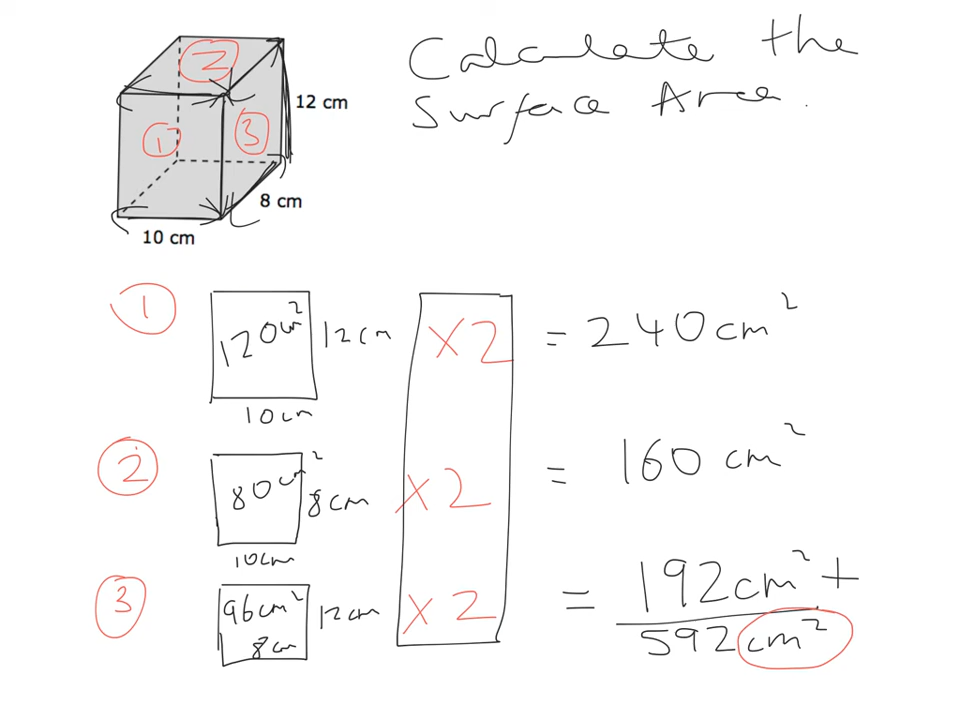 Calculate the
Surface Area.
2
12 cm
1
3
8 cm
10 cm
1
120cm²
12cm
x2
= 240cm²
10cm
2
80cm²
8cm
x2
= 160 cm²
10cm
3
96cm²
12cm
x2
= 192cm² +
8cm
592cm²